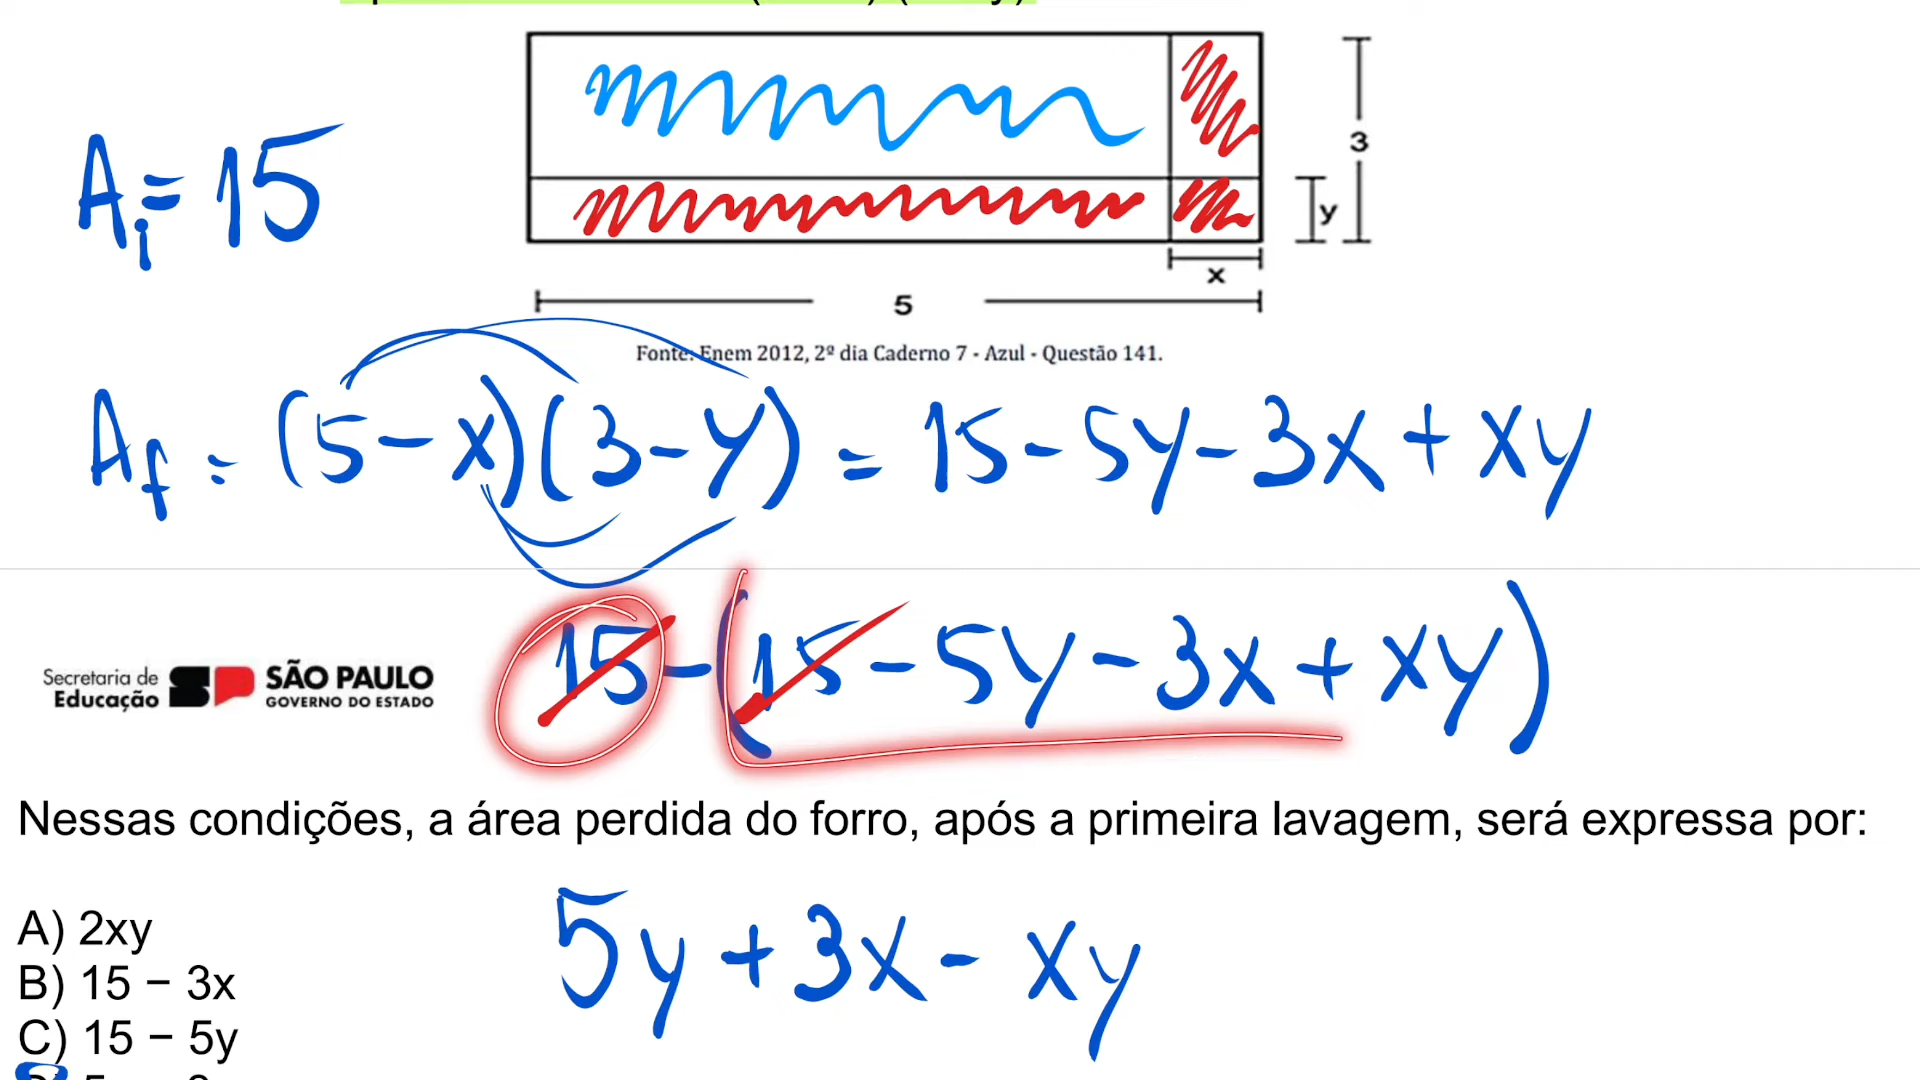 Aᵢ = 15
3
y
x
5
Fonte: Enem 2012, 2º dia Caderno 7 - Azul - Questão 141.
A_f = (5 - x)(3 - y) = 15 - 5y - 3x + xy
15 - (15 - 5y - 3x + xy)
Secretaria de
Educação
SÃO PAULO
GOVERNO DO ESTADO
Nessas condições, a área perdida do forro, após a primeira lavagem, será expressa por:
5y + 3x - xy
A) 2xy
B) 15 − 3x
C) 15 − 5y